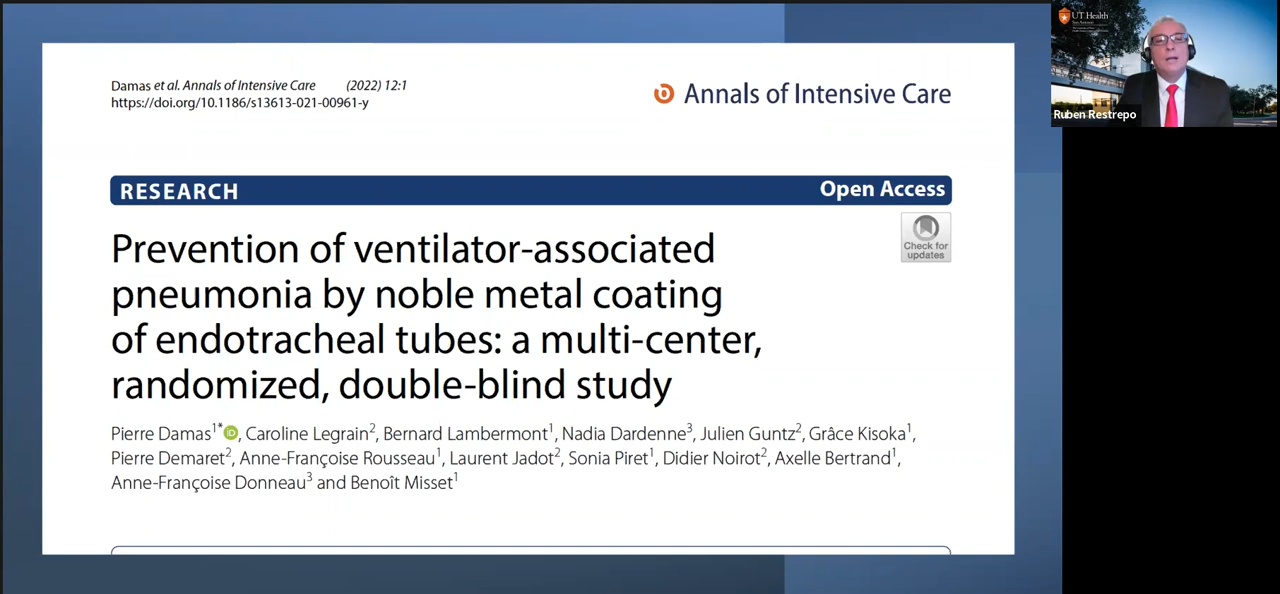 Damas et al. Annals of Intensive Care (2022) 12:1
https://doi.org/10.1186/s13613-021-00961-y
Annals of Intensive Care
RESEARCH
Open Access
Check for
updates
Prevention of ventilator-associated
pneumonia by noble metal coating
of endotracheal tubes: a multi-center,
randomized, double-blind study
Pierre Damas1*, Caroline Legrain2, Bernard Lambermont1, Nadia Dardenne3, Julien Guntz2, Grâce Kisoka1,
Pierre Demaret2, Anne-Françoise Rousseau1, Laurent Jadot2, Sonia Piret1, Didier Noirot2, Axelle Bertrand1,
Anne-Françoise Donneau3 and Benoît Misset1
UT Health
Ruben Restrepo